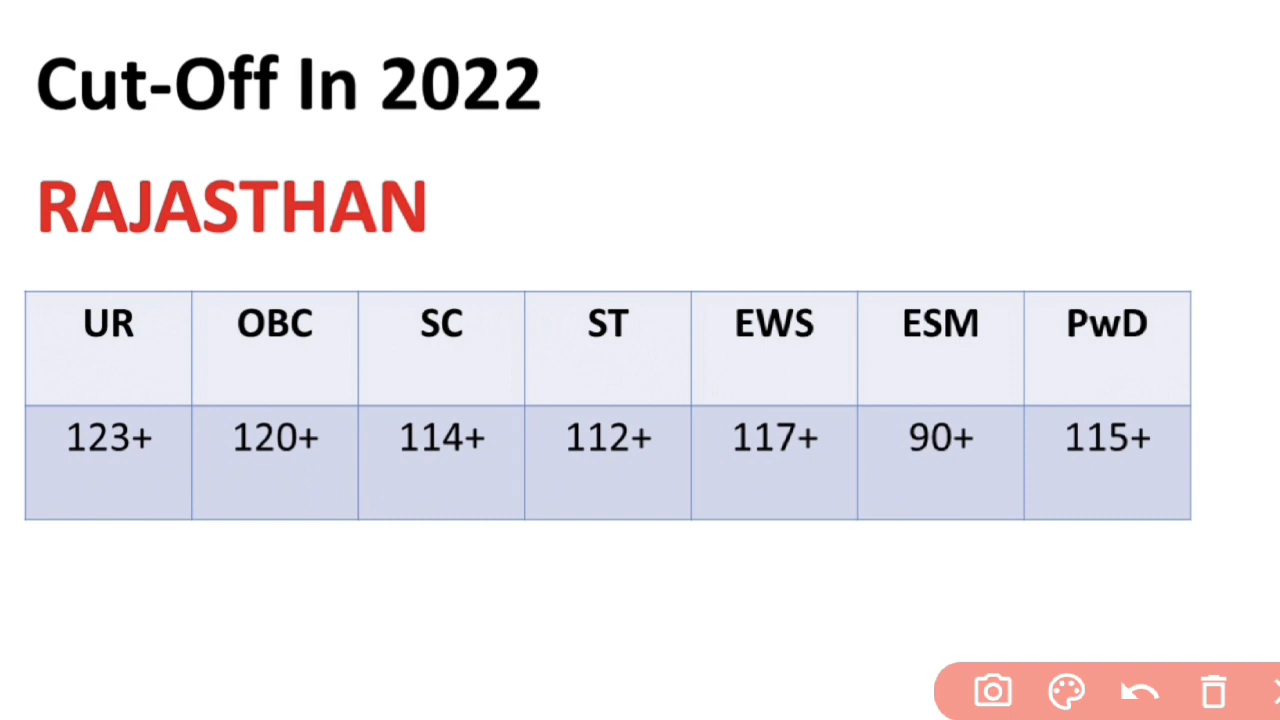 Cut-Off In 2022
RAJASTHAN
UR OBC SC ST EWS ESM PwD
123+ 120+ 114+ 112+ 117+ 90+ 115+